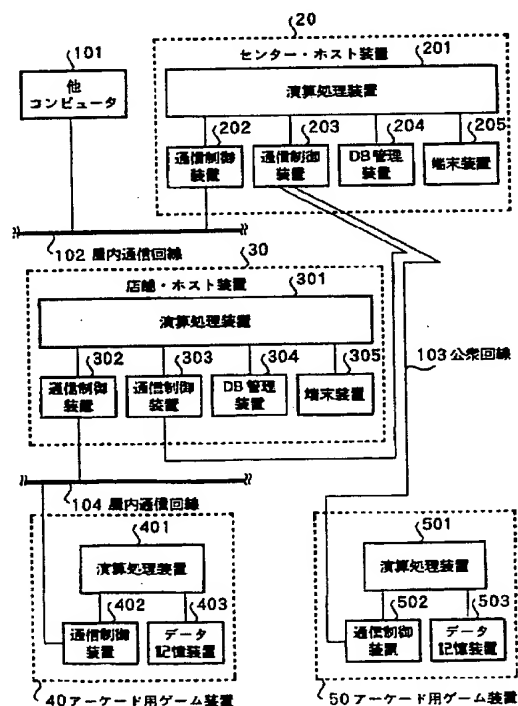 20
101
センター・ホスト装置
201
他
コンピュータ
演算処理装置
202
203
204
205
通信制御
装置
通信制御
装置
DB管理
装置
端末装置
102 屋内通信回線
30
店舗・ホスト装置
301
演算処理装置
302
303
304
305
103 公衆回線
通信制御
装置
通信制御
装置
DB管理
装置
端末装置
104 屋内通信回線
401
演算処理装置
402
403
通信制御
装置
データ
記憶装置
40 アーケード用ゲーム装置
501
演算処理装置
502
503
通信制御
装置
データ
記憶装置
50 アーケード用ゲーム装置